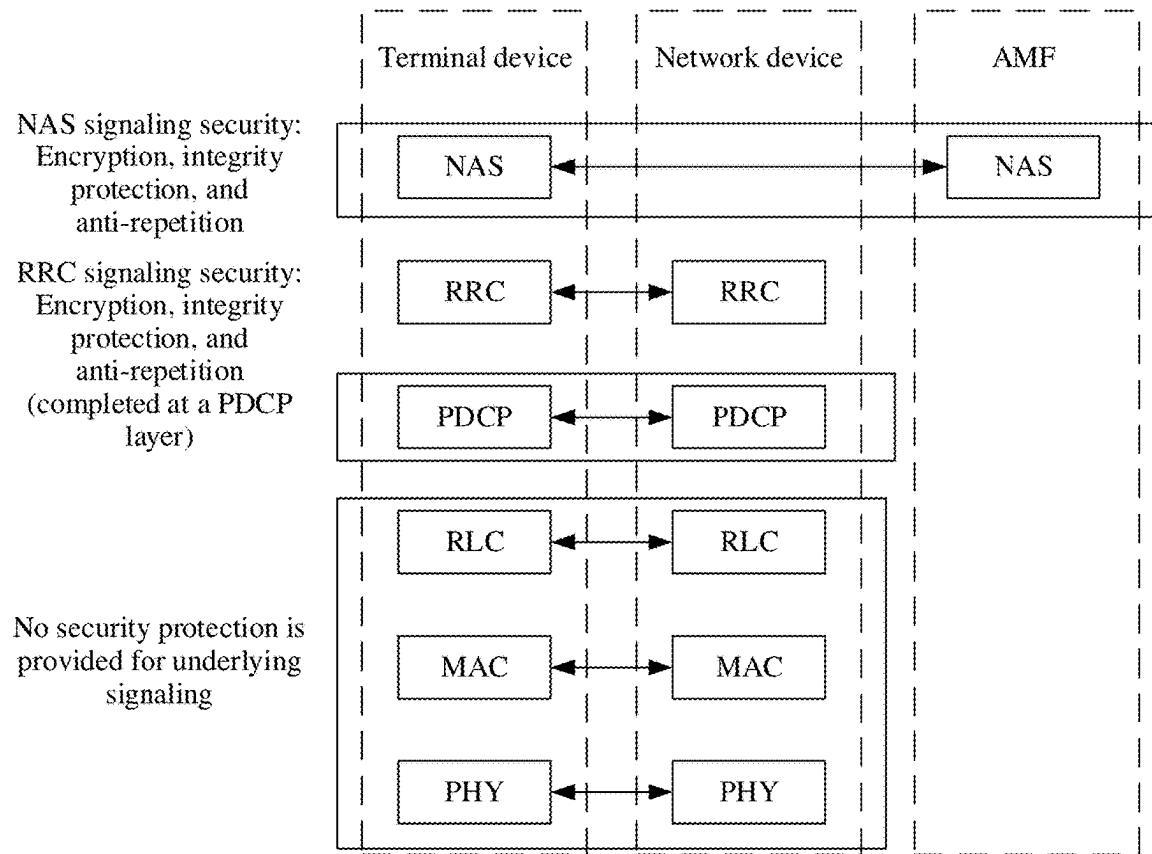 Terminal device
Network device
AMF
NAS signaling security:
Encryption, integrity
protection, and
anti-repetition
NAS
NAS
RRC signaling security:
Encryption, integrity
protection, and
anti-repetition
(completed at a PDCP
layer)
RRC
RRC
PDCP
PDCP
No security protection is
provided for underlying
signaling
RLC
RLC
MAC
MAC
PHY
PHY